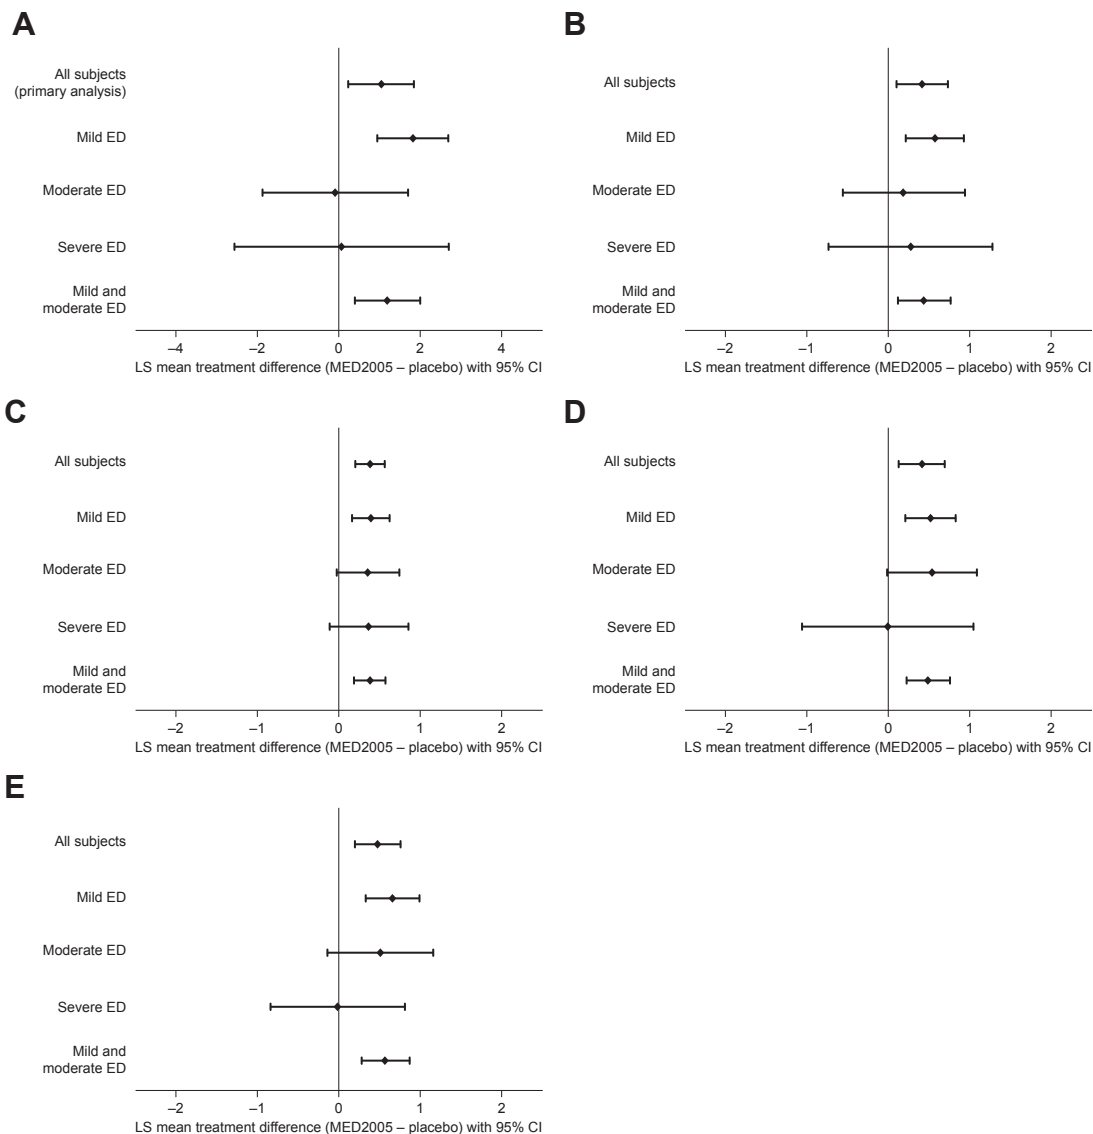 A
All subjects
(primary analysis)
Mild ED
Moderate ED
Severe ED
Mild and
moderate ED
–4 –2 0 2 4
LS mean treatment difference (MED2005 – placebo) with 95% CI
B
All subjects
Mild ED
Moderate ED
Severe ED
Mild and
moderate ED
–2 –1 0 1 2
LS mean treatment difference (MED2005 – placebo) with 95% CI
C
All subjects
Mild ED
Moderate ED
Severe ED
Mild and
moderate ED
–2 –1 0 1 2
LS mean treatment difference (MED2005 – placebo) with 95% CI
D
All subjects
Mild ED
Moderate ED
Severe ED
Mild and
moderate ED
–2 –1 0 1 2
LS mean treatment difference (MED2005 – placebo) with 95% CI
E
All subjects
Mild ED
Moderate ED
Severe ED
Mild and
moderate ED
–2 –1 0 1 2
LS mean treatment difference (MED2005 – placebo) with 95% CI